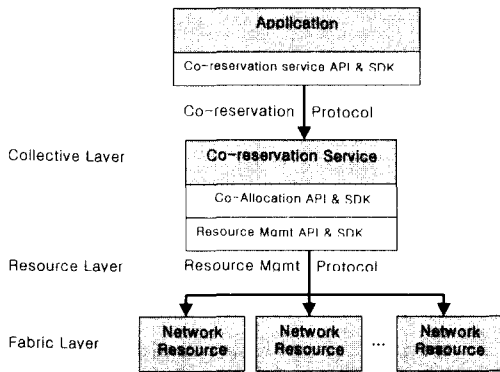 Application
Co-reservation service API & SDK
Co-reservation Protocol
Collective Layer
Co-reservation Service
Co-Allocation API & SDK
Resource Mgmt API & SDK
Resource Layer
Resource Mgmt Protocol
Network Resource
Network Resource
...
Network Resource
Fabric Layer